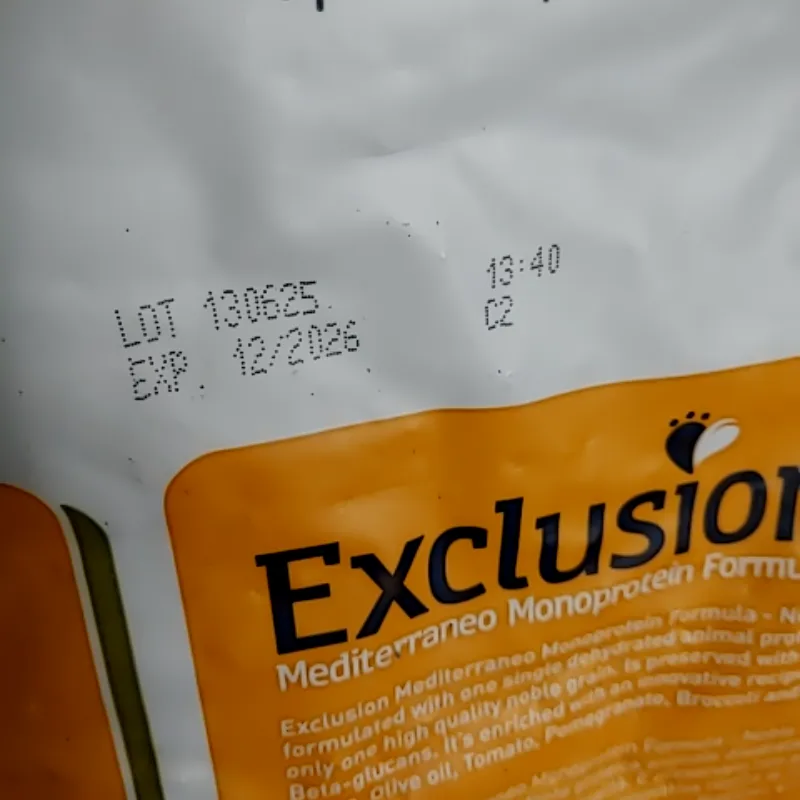 LOT 130625
EXP. 12/2026
13:40
C2
Exclusion
Mediterraneo Monoprotein Formu
Exclusion Mediterraneo Monoprotein Formula - N
formulated with one single dehydrated animal pro
only one high quality noble grain. Is preserved with
Beta-glucans. It's enriched with an innovative recip
Olive oil, Tomato, Pomegranate, Broccoli and